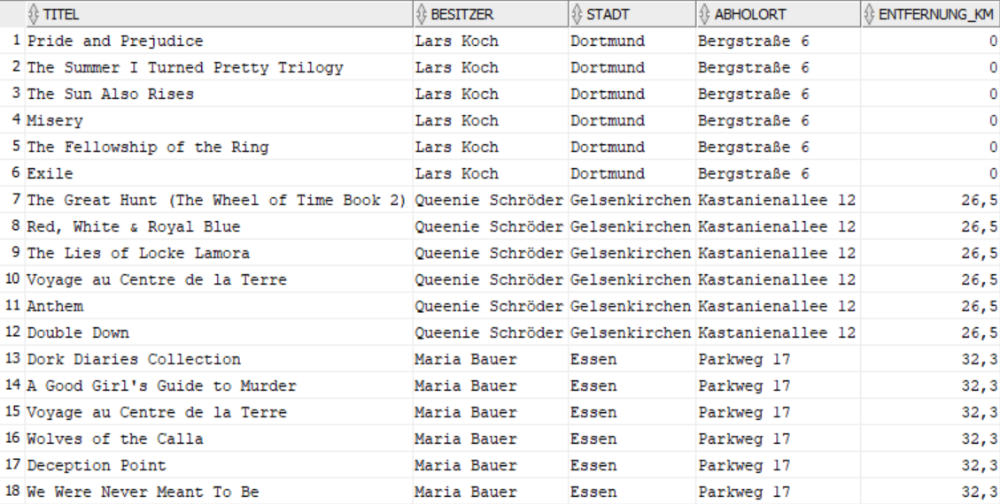 TITEL BESITZER STADT ABHOLORT ENTFERNUNG_KM
1 Pride and Prejudice Lars Koch Dortmund Bergstraße 6 0
2 The Summer I Turned Pretty Trilogy Lars Koch Dortmund Bergstraße 6 0
3 The Sun Also Rises Lars Koch Dortmund Bergstraße 6 0
4 Misery Lars Koch Dortmund Bergstraße 6 0
5 The Fellowship of the Ring Lars Koch Dortmund Bergstraße 6 0
6 Exile Lars Koch Dortmund Bergstraße 6 0
7 The Great Hunt (The Wheel of Time Book 2) Queenie Schröder Gelsenkirchen Kastanienallee 12 26,5
8 Red, White & Royal Blue Queenie Schröder Gelsenkirchen Kastanienallee 12 26,5
9 The Lies of Locke Lamora Queenie Schröder Gelsenkirchen Kastanienallee 12 26,5
10 Voyage au Centre de la Terre Queenie Schröder Gelsenkirchen Kastanienallee 12 26,5
11 Anthem Queenie Schröder Gelsenkirchen Kastanienallee 12 26,5
12 Double Down Queenie Schröder Gelsenkirchen Kastanienallee 12 26,5
13 Dork Diaries Collection Maria Bauer Essen Parkweg 17 32,3
14 A Good Girl's Guide to Murder Maria Bauer Essen Parkweg 17 32,3
15 Voyage au Centre de la Terre Maria Bauer Essen Parkweg 17 32,3
16 Wolves of the Calla Maria Bauer Essen Parkweg 17 32,3
17 Deception Point Maria Bauer Essen Parkweg 17 32,3
18 We Were Never Meant To Be Maria Bauer Essen Parkweg 17 32,3